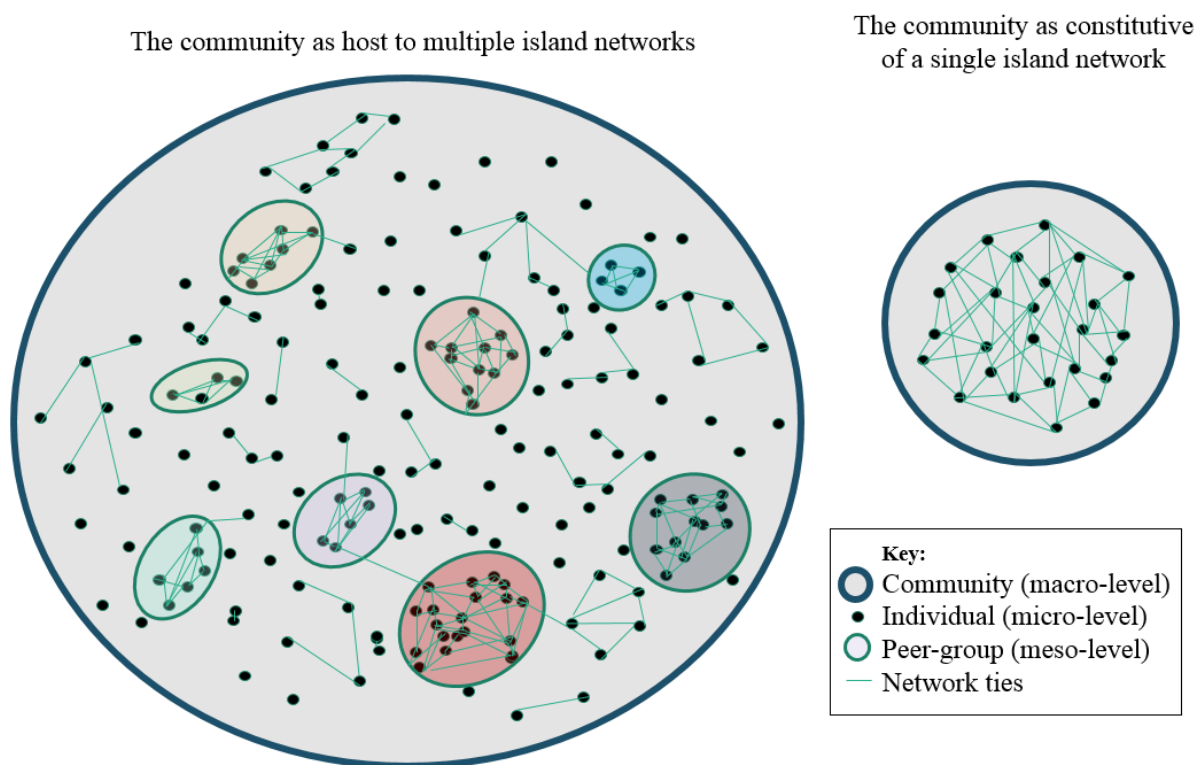 The community as host to multiple island networks
The community as constitutive
of a single island network
Key:
Community (macro-level)
Individual (micro-level)
Peer-group (meso-level)
Network ties